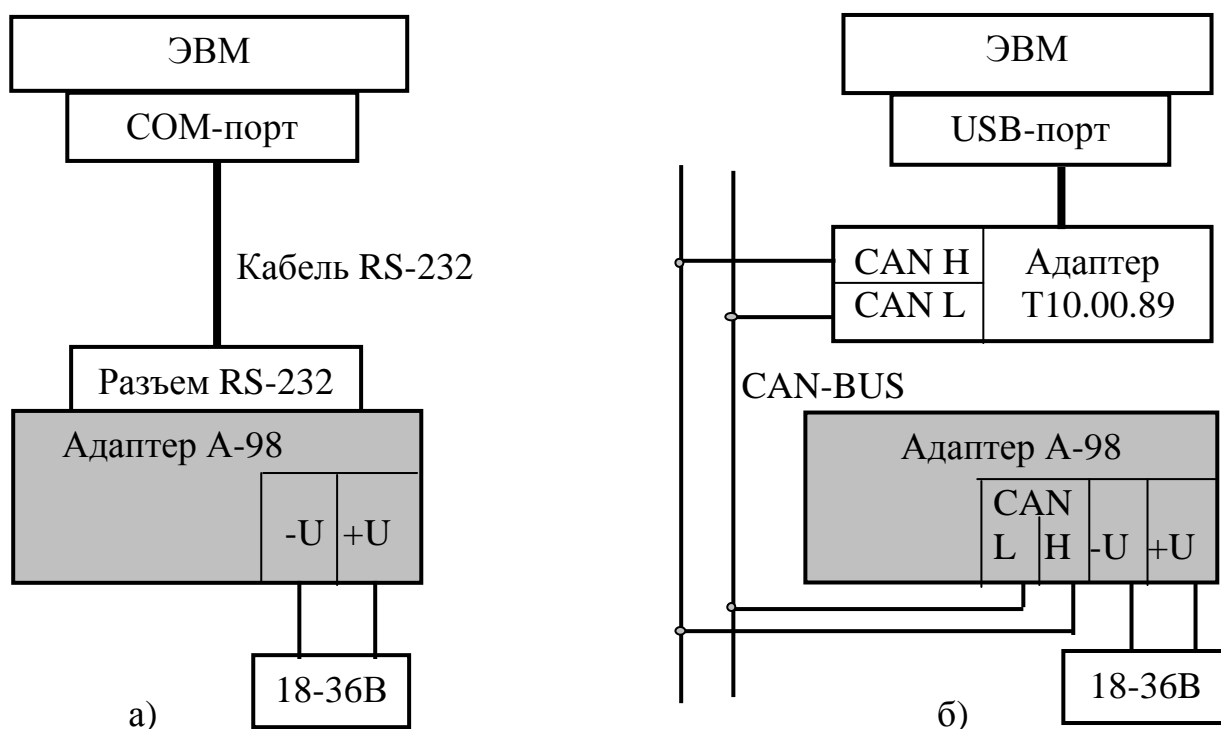 ЭВМ
COM-порт
Кабель RS-232
Разъем RS-232
Адаптер А-98
-U +U
18-36В
а)
ЭВМ
USB-порт
CAN H
CAN L
Адаптер
Т10.00.89
CAN-BUS
Адаптер А-98
CAN
L H -U +U
18-36В
б)